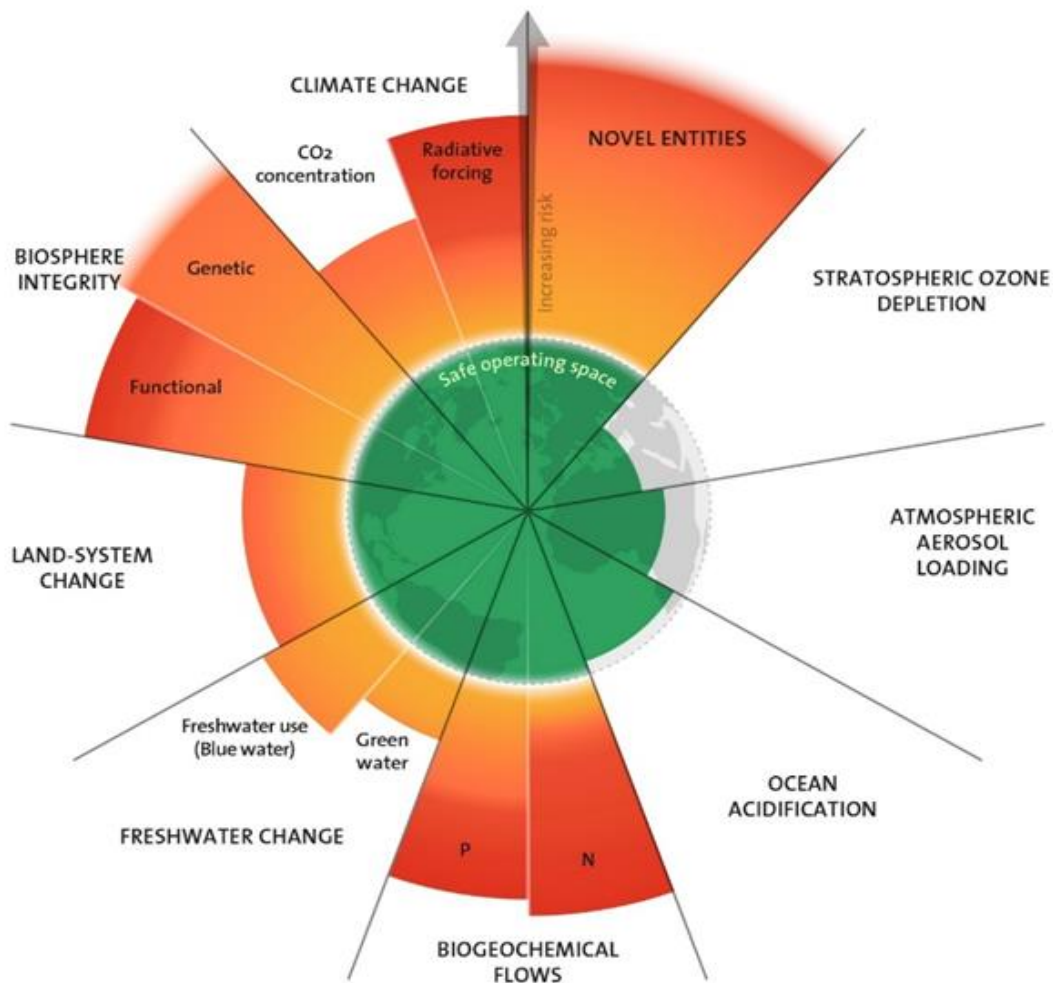 CLIMATE CHANGE
CO2
concentration
Radiative
forcing
NOVEL ENTITIES
Increasing risk
STRATOSPHERIC OZONE
DEPLETION
BIOSPHERE
INTEGRITY
Genetic
Functional
Safe operating space
ATMOSPHERIC
AEROSOL
LOADING
LAND-SYSTEM
CHANGE
Freshwater use
(Blue water)
Green
water
FRESHWATER CHANGE
OCEAN
ACIDIFICATION
P
N
BIOGEOCHEMICAL
FLOWS